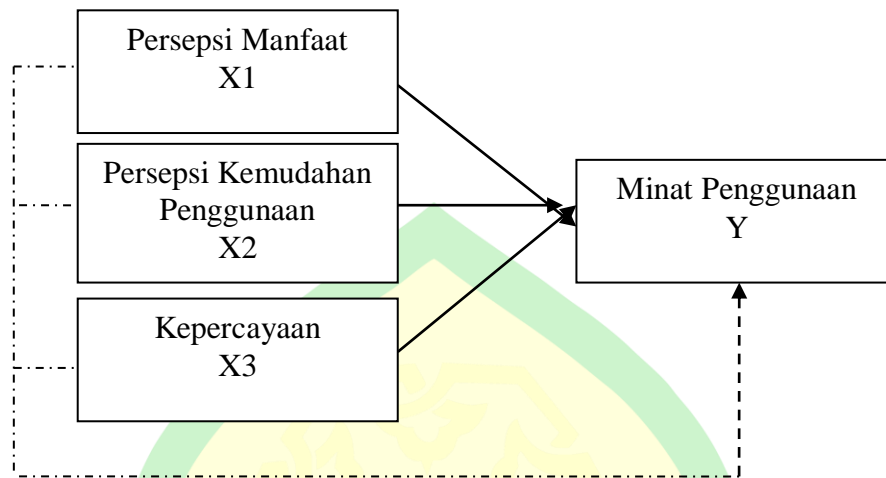 Persepsi Manfaat
X1
Persepsi Kemudahan
Penggunaan
X2
Kepercayaan
X3
Minat Penggunaan
Y